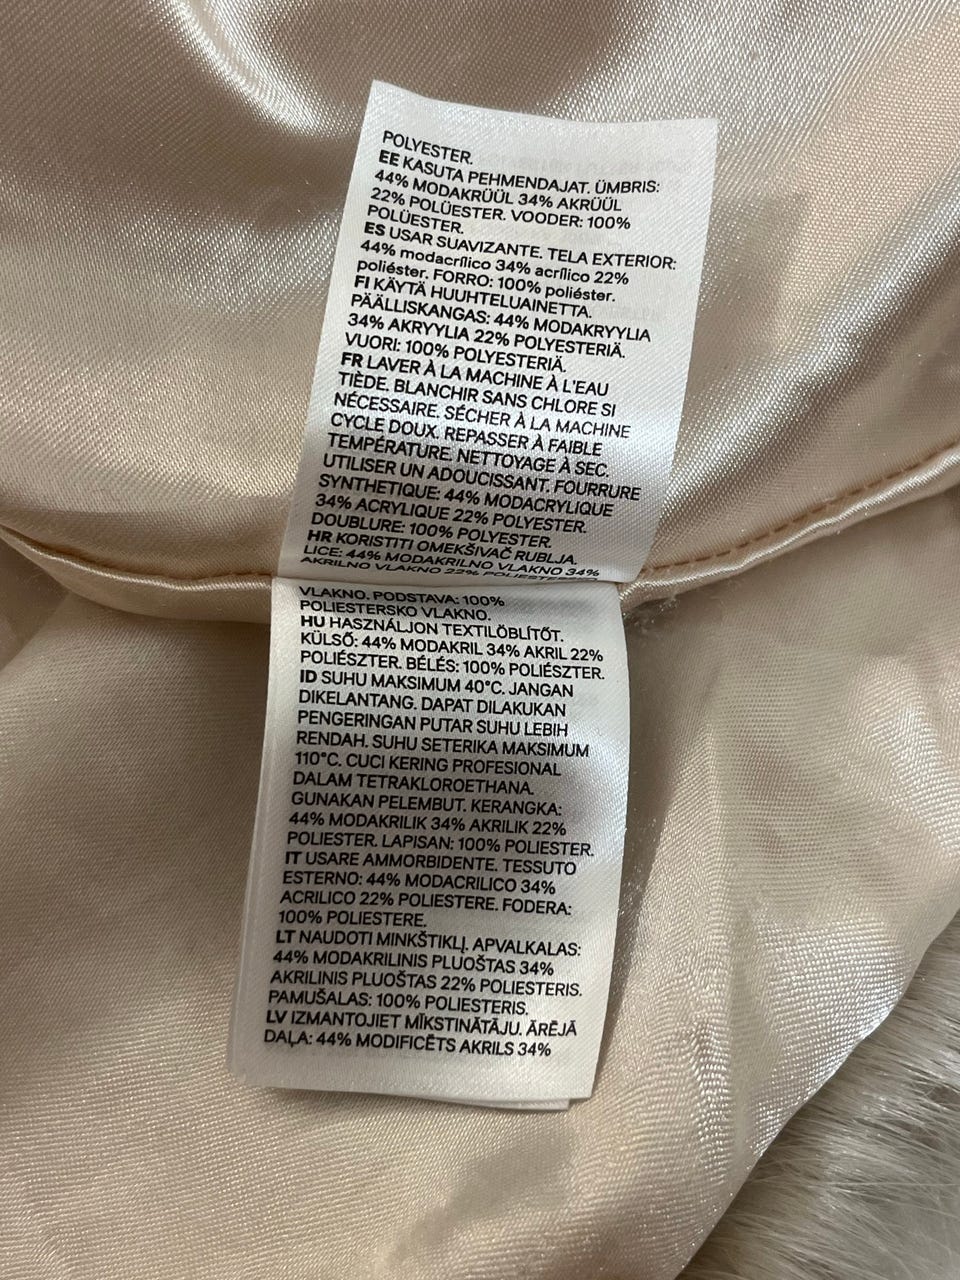 POLYESTER.
EE KASUTA PEHMENDAJAT. ÜMBRIS:
44% MODAKRÜÜL 34% AKRÜÜL
22% POLÜESTER. VOODER: 100%
POLÜESTER.
ES USAR SUAVIZANTE. TELA EXTERIOR:
44% modacrílico 34% acrílico 22%
poliéster. FORRO: 100% poliéster.
FI KÄYTÄ HUUHTELUAINETTA.
PÄÄLLISKANGAS: 44% MODAKRYYLIA
34% AKRYYLIA 22% POLYESTERIÄ.
VUORI: 100% POLYESTERIÄ.
FR LAVER À LA MACHINE À L'EAU
TIÈDE. BLANCHIR SANS CHLORE SI
NÉCESSAIRE. SÉCHER À LA MACHINE
CYCLE DOUX. REPASSER À FAIBLE
TEMPÉRATURE. NETTOYAGE À SEC.
UTILISER UN ADOUCISSANT. FOURRURE
SYNTHETIQUE: 44% MODACRYLIQUE
34% ACRYLIQUE 22% POLYESTER.
DOUBLURE: 100% POLYESTER.
HR KORISTITI OMEKŠIVAČ RUBLJA.
LICE: 44% MODAKRILNO VLAKNO 34%
AKRILNO VLAKNO 22% POLIESTERSKO
VLAKNO. PODSTAVA: 100%
POLIESTERSKO VLAKNO.
HU HASZNÁLJON TEXTILÖBLÍTŐT.
KÜLSŐ: 44% MODAKRIL 34% AKRIL 22%
POLIÉSZTER. BÉLÉS: 100% POLIÉSZTER.
ID SUHU MAKSIMUM 40°C. JANGAN
DIKELANTANG. DAPAT DILAKUKAN
PENGERINGAN PUTAR SUHU LEBIH
RENDAH. SUHU SETERIKA MAKSIMUM
110°C. CUCI KERING PROFESIONAL
DALAM TETRAKLOROETHANA.
GUNAKAN PELEMBUT. KERANGKA:
44% MODAKRILIK 34% AKRILIK 22%
POLIESTER. LAPISAN: 100% POLIESTER.
IT USARE AMMORBIDENTE. TESSUTO
ESTERNO: 44% MODACRILICO 34%
ACRILICO 22% POLIESTERE. FODERA:
100% POLIESTERE.
LT NAUDOTI MINKŠTIKLĮ. APVALKALAS:
44% MODAKRILINIS PLUOŠTAS 34%
AKRILINIS PLUOŠTAS 22% POLIESTERIS.
PAMUŠALAS: 100% POLIESTERIS.
LV IZMANTOJIET MĪKSTINĀTĀJU. ĀRĒJĀ
DAĻA: 44% MODIFICĒTS AKRILS 34%